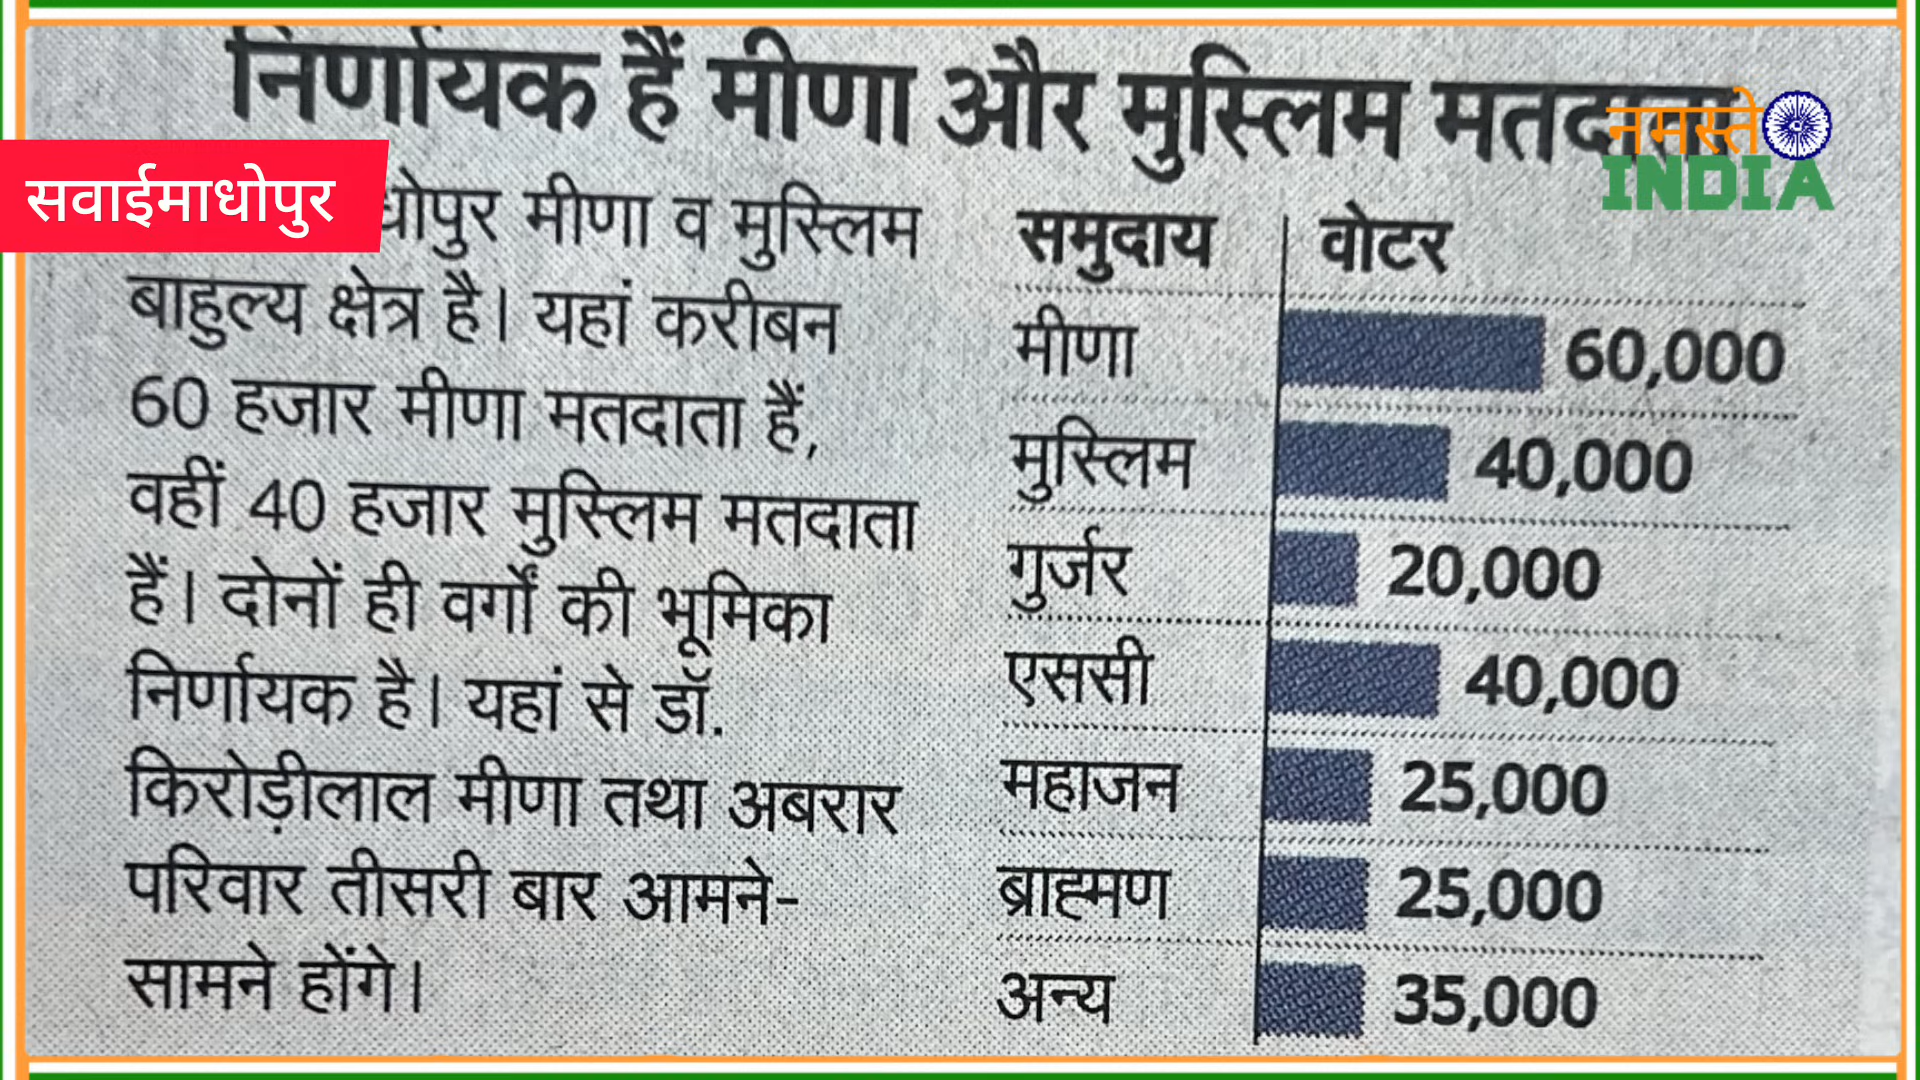 निर्णायक हैं मीणा और मुस्लिम मतदाता
नमस्ते
INDIA
सवाईमाधोपुर
धोपुर मीणा व मुस्लिम
बाहुल्य क्षेत्र है। यहां करीबन
60 हजार मीणा मतदाता हैं,
वहीं 40 हजार मुस्लिम मतदाता
हैं। दोनों ही वर्गों की भूमिका
निर्णायक है। यहां से डॉ.
किरोड़ीलाल मीणा तथा अबरार
परिवार तीसरी बार आमने-
सामने होंगे।
समुदाय वोटर
मीणा 60,000
मुस्लिम 40,000
गुर्जर 20,000
एससी 40,000
महाजन 25,000
ब्राह्मण 25,000
अन्य 35,000